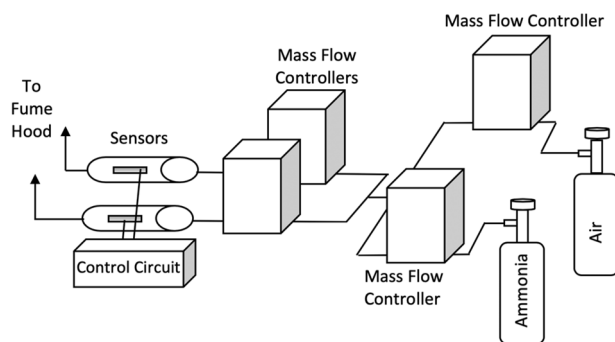 Mass Flow Controller
Mass Flow
Controllers
To
Fume
Hood
Sensors
Control Circuit
Mass Flow
Controller
Ammonia
Air